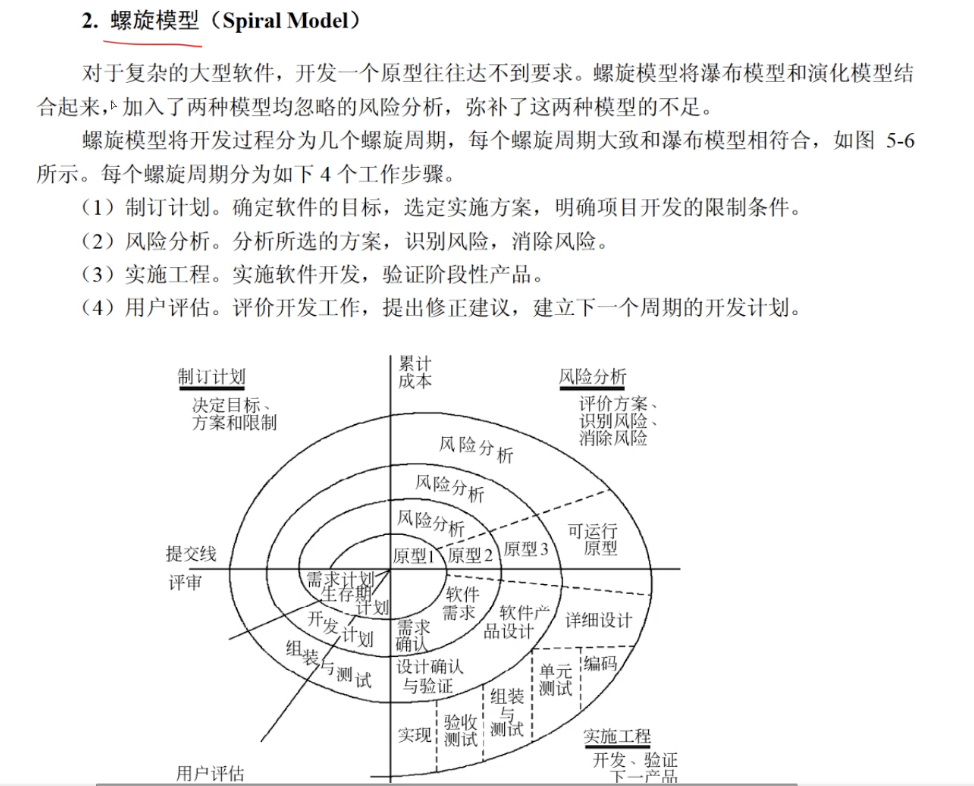 2. 螺旋模型（Spiral Model）
对于复杂的大型软件，开发一个原型往往达不到要求。螺旋模型将瀑布模型和演化模型结
合起来，加入了两种模型均忽略的风险分析，弥补了这两种模型的不足。
螺旋模型将开发过程分为几个螺旋周期，每个螺旋周期大致和瀑布模型相符合，如图 5-6
所示。每个螺旋周期分为如下 4 个工作步骤。
（1）制订计划。确定软件的目标，选定实施方案，明确项目开发的限制条件。
（2）风险分析。分析所选的方案，识别风险，消除风险。
（3）实施工程。实施软件开发，验证阶段性产品。
（4）用户评估。评价开发工作，提出修正建议，建立下一个周期的开发计划。
累计
成本
制订计划
决定目标、
方案和限制
风险分析
评价方案、
识别风险、
消除风险
风险分析
风险分析
风险分析
原型1
原型2
原型3
可运行
原型
提交线
评审
需求计划
生存期
计划
开发计划
组装与测试
软件
需求
需求
确认
软件产
品设计
详细设计
设计确认
与验证
实现
验收
测试
组装
与
测试
单元
测试
编码
实施工程
开发、验证
下一产品
用户评估